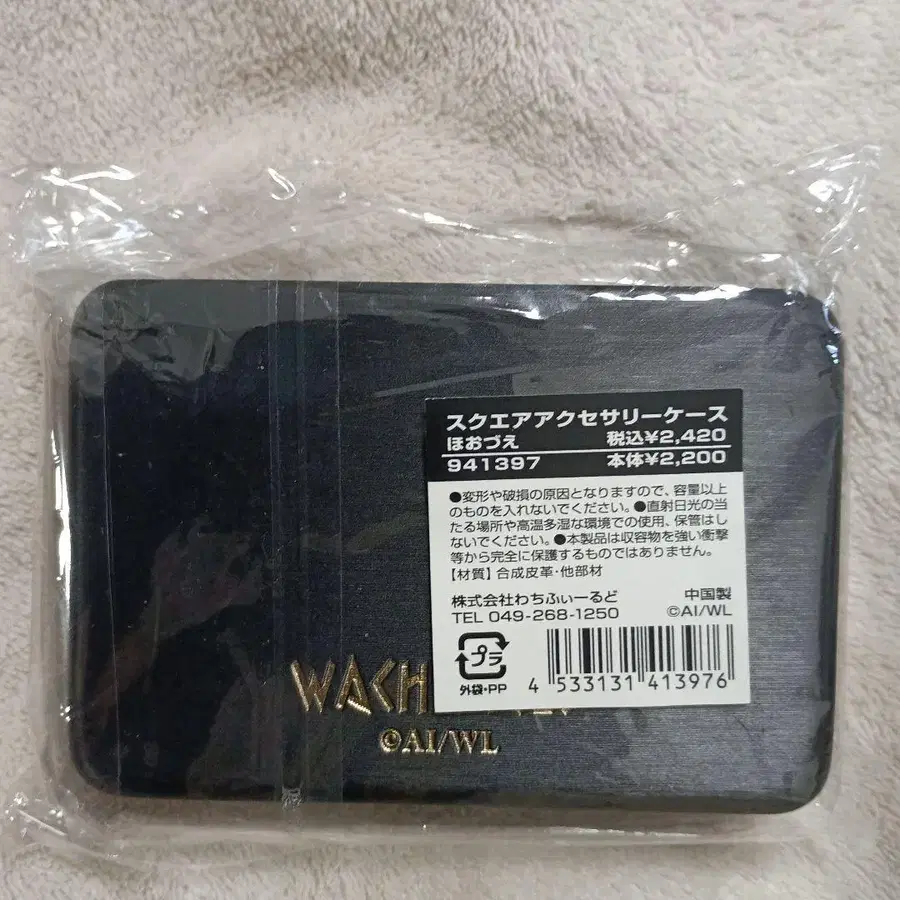 スクエアアクセサリーケース
ほおづえ 税込¥2,420
941397 本体¥2,200
●変形や破損の原因となりますので、容量以上
のものを入れないでください。●直射日光の当
たる場所や高温多湿な環境での使用、保管はし
ないでください。●本製品は収容物を強い衝撃
等から完全に保護するものではありません。
【材質】合成皮革・他部材
株式会社わちふぃーるど 中国製
TEL 049-268-1250 ©AI/WL
プラ
外袋・PP
4 533131 413976
WACH
©AI/WL